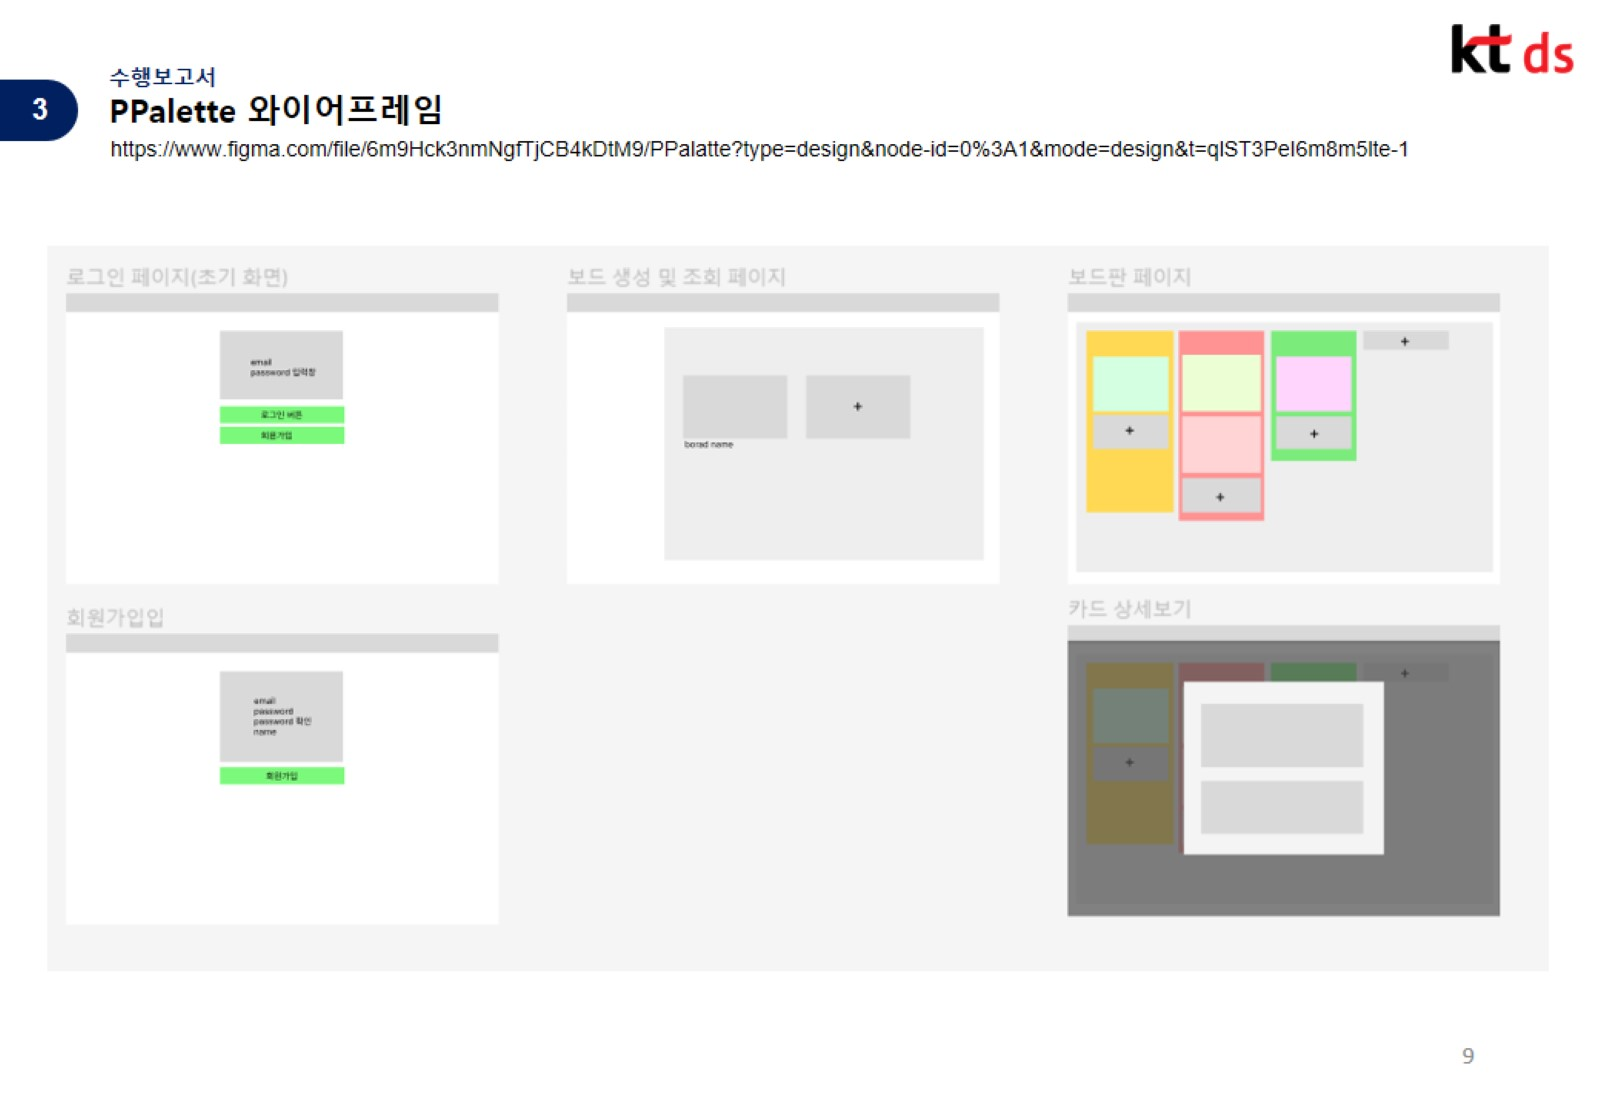 kt ds
3
수행보고서
PPalette 와이어프레임
https://www.figma.com/file/6m9Hck3nmNgfTjCB4kDtM9/PPalatte?type=design&node-id=0%3A1&mode=design&t=qIST3PeI6m8m5Ite-1
로그인 페이지(초기 화면)
email
password 입력창
로그인 버튼
회원가입
보드 생성 및 조회 페이지
+
borad name
보드판 페이지
+
+
+
+
회원가입입
email
password
password 확인
name
회원가입
카드 상세보기
+
+
9